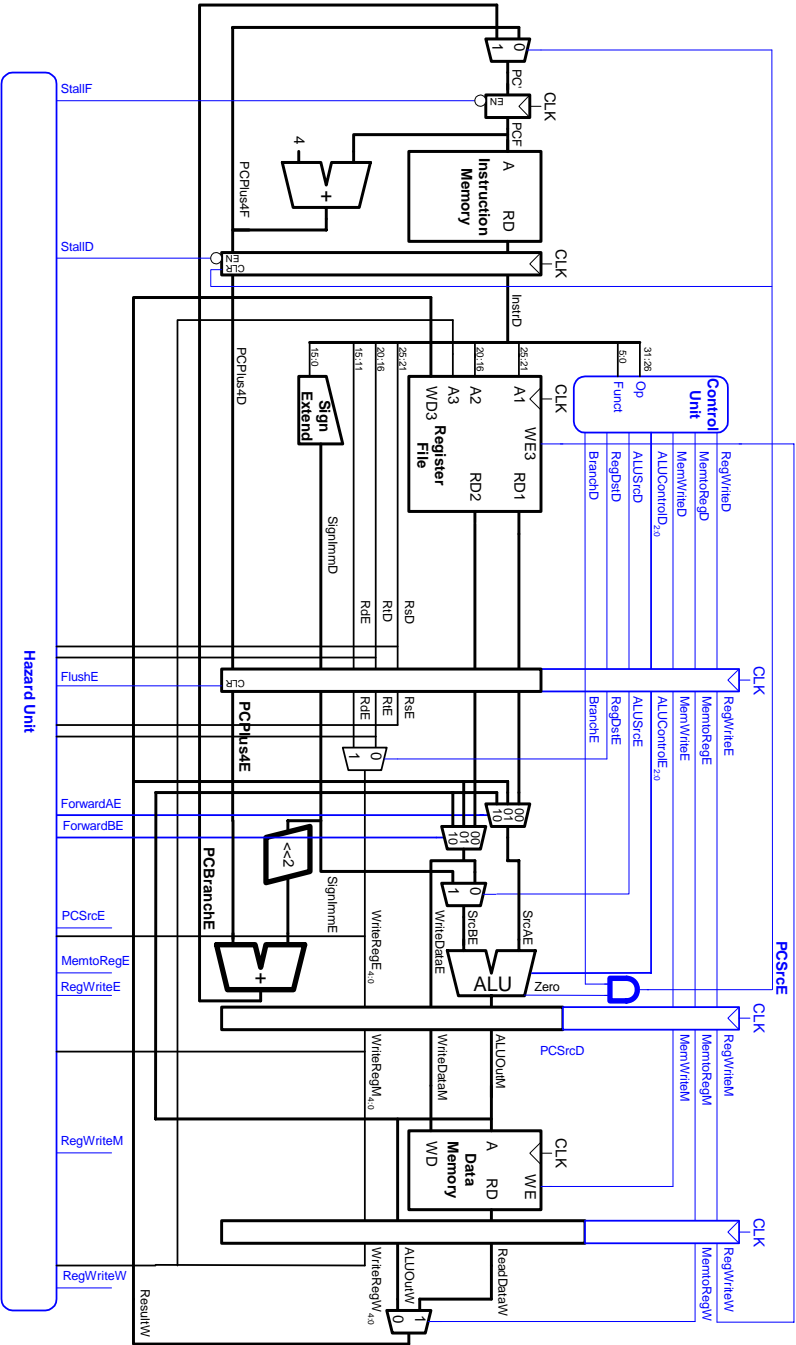 PCSrcE
CLK
CLK
CLK
CLK
CLK
CLK
CLK
CLK
Control
Unit
31:26
Op
5:0
Funct
RegWriteD
MemtoRegD
MemWriteD
ALUControlD2:0
ALUSrcD
RegDstD
BranchD
RegWriteE
MemtoRegE
MemWriteE
ALUControlE2:0
ALUSrcE
RegDstE
BranchE
RegWriteM
MemtoRegM
MemWriteM
PCSrcD
RegWriteW
MemtoRegW
0
1
PC'
EN
PCF
A
RD
Instruction
Memory
4
+
PCPlus4F
EN
CLR
InstrD
25:21
20:16
A1
A2
A3
WD3
WE3
RD1
RD2
Register
File
25:21
20:16
15:11
15:0
Sign
Extend
SignImmD
RsD
RtD
RdE
PCPlus4D
CLR
RsE
RtE
RdE
PCPlus4E
0
1
00
01
10
00
01
10
0
1
SrcAE
SrcBE
ALU
Zero
WriteDataE
WriteRegE4:0
SignImmE
<<2
+
PCBranchE
ALUOutM
WriteDataM
WriteRegM4:0
A
RD
Data
Memory
WD
WE
ReadDataW
ALUOutW
WriteRegW4:0
1
0
ResultW
StallF
StallD
FlushE
ForwardAE
ForwardBE
PCSrcE
MemtoRegE
RegWriteE
RegWriteM
RegWriteW
Hazard Unit